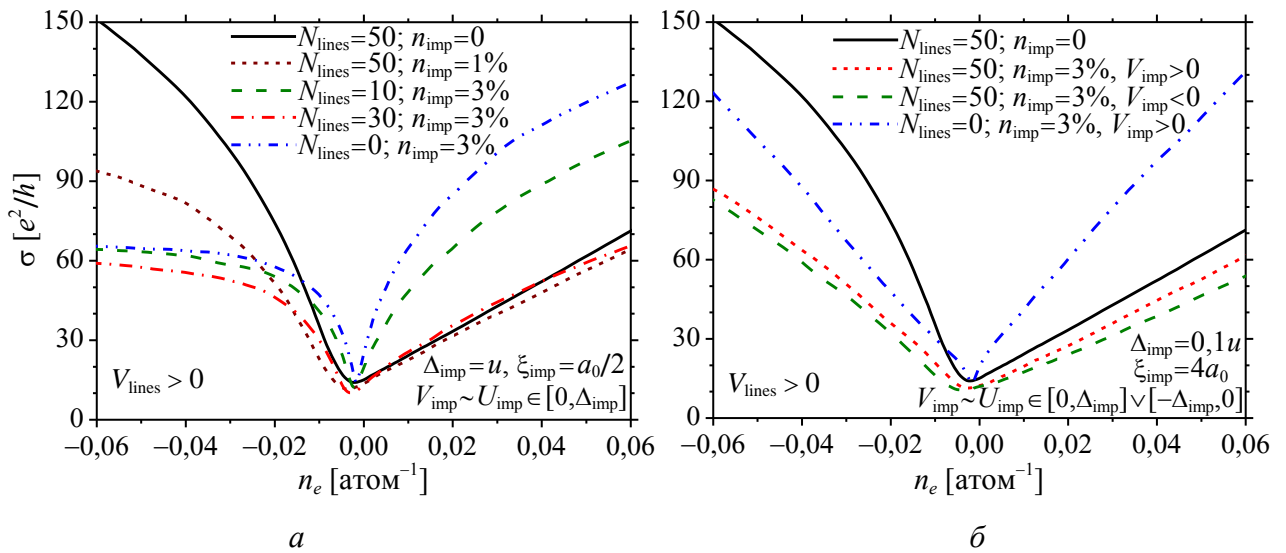 150
120
90
60
30
0
σ [e²/h]
N_lines=50; n_imp=0
N_lines=50; n_imp=1%
N_lines=10; n_imp=3%
N_lines=30; n_imp=3%
N_lines=0; n_imp=3%
V_lines > 0
Δ_imp=u, ξ_imp=a₀/2
V_imp~U_imp∈[0,Δ_imp]
−0,06 −0,04 −0,02 0,00 0,02 0,04 0,06
n_e [атом⁻¹]
а
150
120
90
60
30
0
N_lines=50; n_imp=0
N_lines=50; n_imp=3%, V_imp>0
N_lines=50; n_imp=3%, V_imp<0
N_lines=0; n_imp=3%, V_imp>0
V_lines > 0
Δ_imp=0,1u
ξ_imp=4a₀
V_imp~U_imp∈[0,Δ_imp]∨[−Δ_imp,0]
−0,06 −0,04 −0,02 0,00 0,02 0,04 0,06
n_e [атом⁻¹]
б